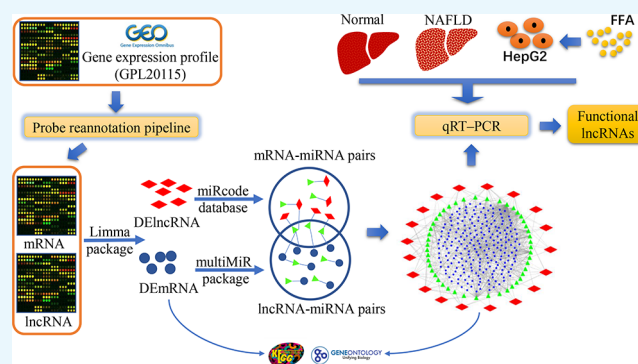 GEO
Gene Expression Omnibus
Gene expression profile
(GPL20115)
Probe reannotation pipeline
mRNA
lncRNA
Limma
package
DElncRNA
DEmRNA
miRcode
database
multiMiR
package
mRNA-miRNA pairs
lncRNA-miRNA pairs
Normal
NAFLD
HepG2
FFA
qRT-PCR
Functional
lncRNAs
KEGG
GENEONTOLOGY
Unifying Biology